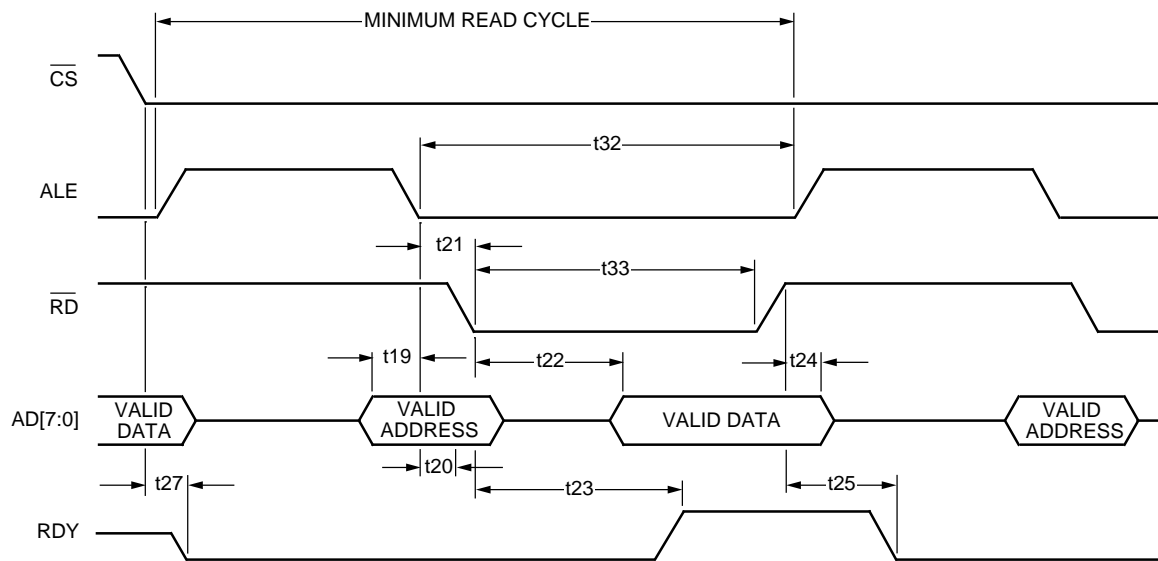 MINIMUM READ CYCLE
CS
t32
ALE
t21
t33
RD
t19
t22
t24
AD[7:0]
VALID
DATA
VALID
ADDRESS
VALID DATA
VALID
ADDRESS
t20
t27
t23
t25
RDY